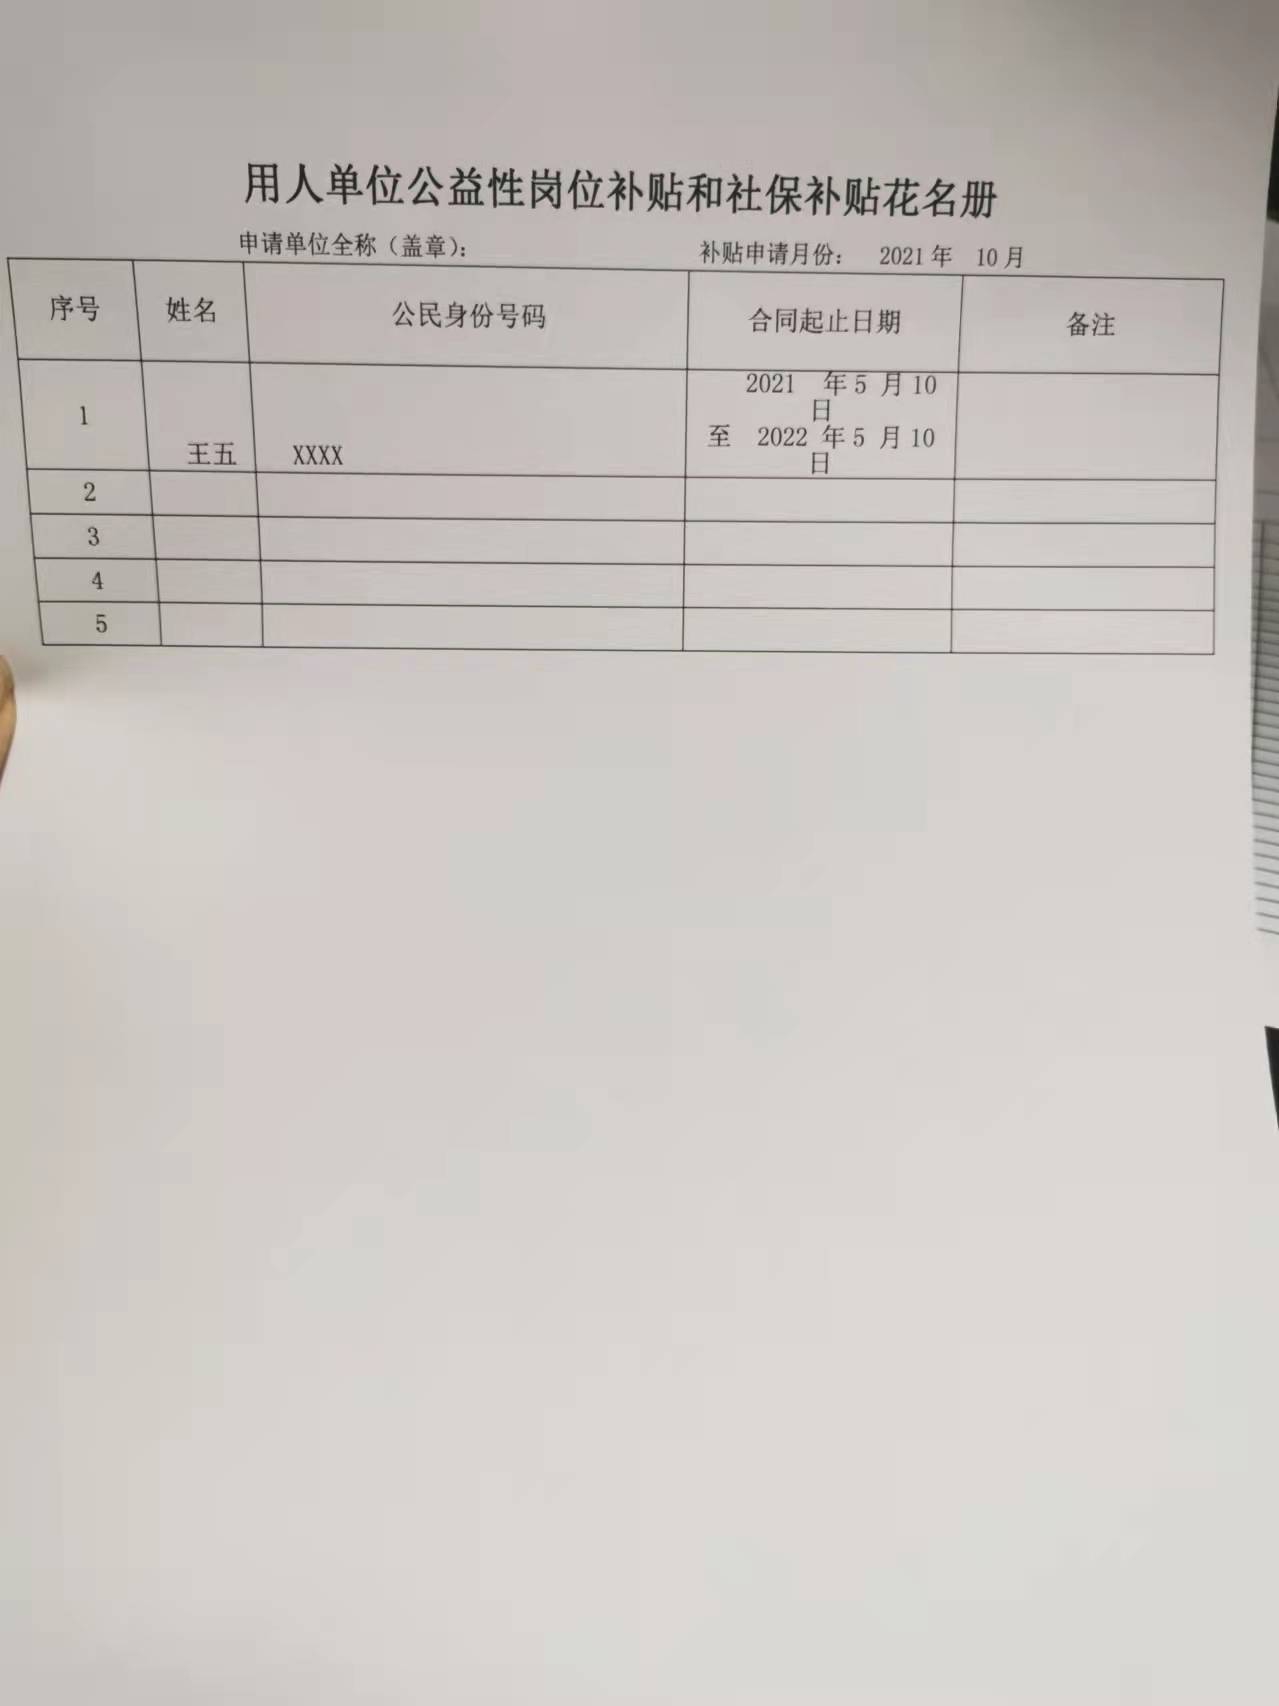 用人单位公益性岗位补贴和社保补贴花名册
申请单位全称（盖章）： 补贴申请月份： 2021 年 10 月
序号 姓名 公民身份号码 合同起止日期 备注
1 王五 XXXX 2021 年 5 月 10
日
至 2022 年 5 月 10
日
2
3
4
5